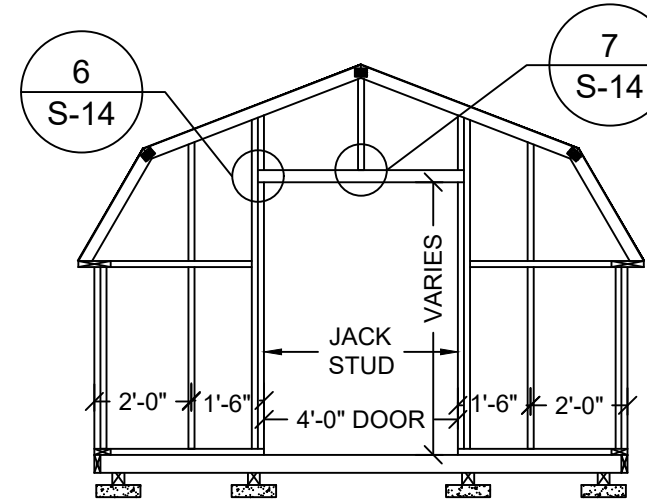 6
S-14
7
S-14
VARIES
JACK
STUD
2'-0"
1'-6"
4'-0" DOOR
1'-6"
2'-0"